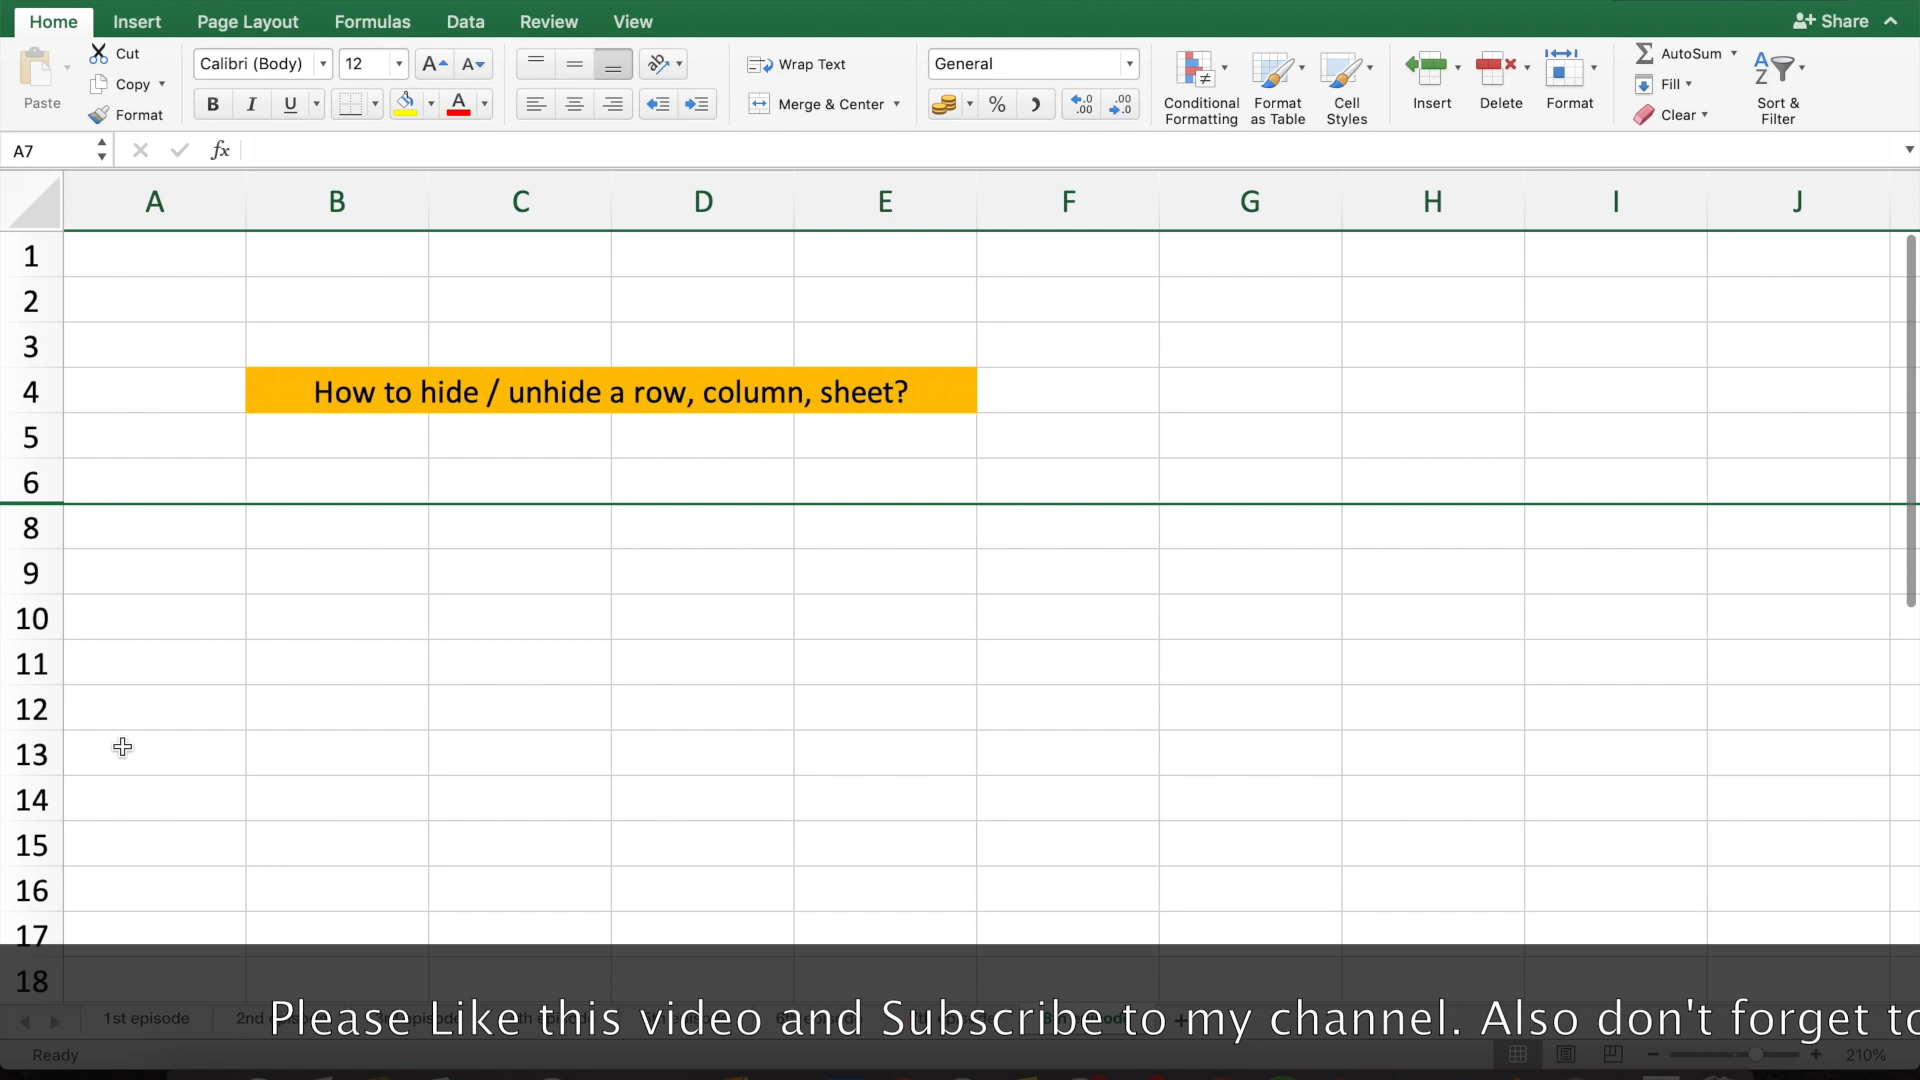 Home Insert Page Layout Formulas Data Review View Share
Cut
Calibri (Body) 12
Wrap Text
General
AutoSum
Copy
Fill
Paste
Format
B I U
Merge & Center
%
Conditional Formatting
Format as Table
Cell Styles
Insert
Delete
Format
Clear
Sort & Filter
A7 fx
A B C D E F G H I J
1
2
3
4 How to hide / unhide a row, column, sheet?
5
6
8
9
10
11
12
13
14
15
16
17
18
1st episode 2nd
Please Like this video and Subscribe to my channel. Also don't forget to
Ready 210%